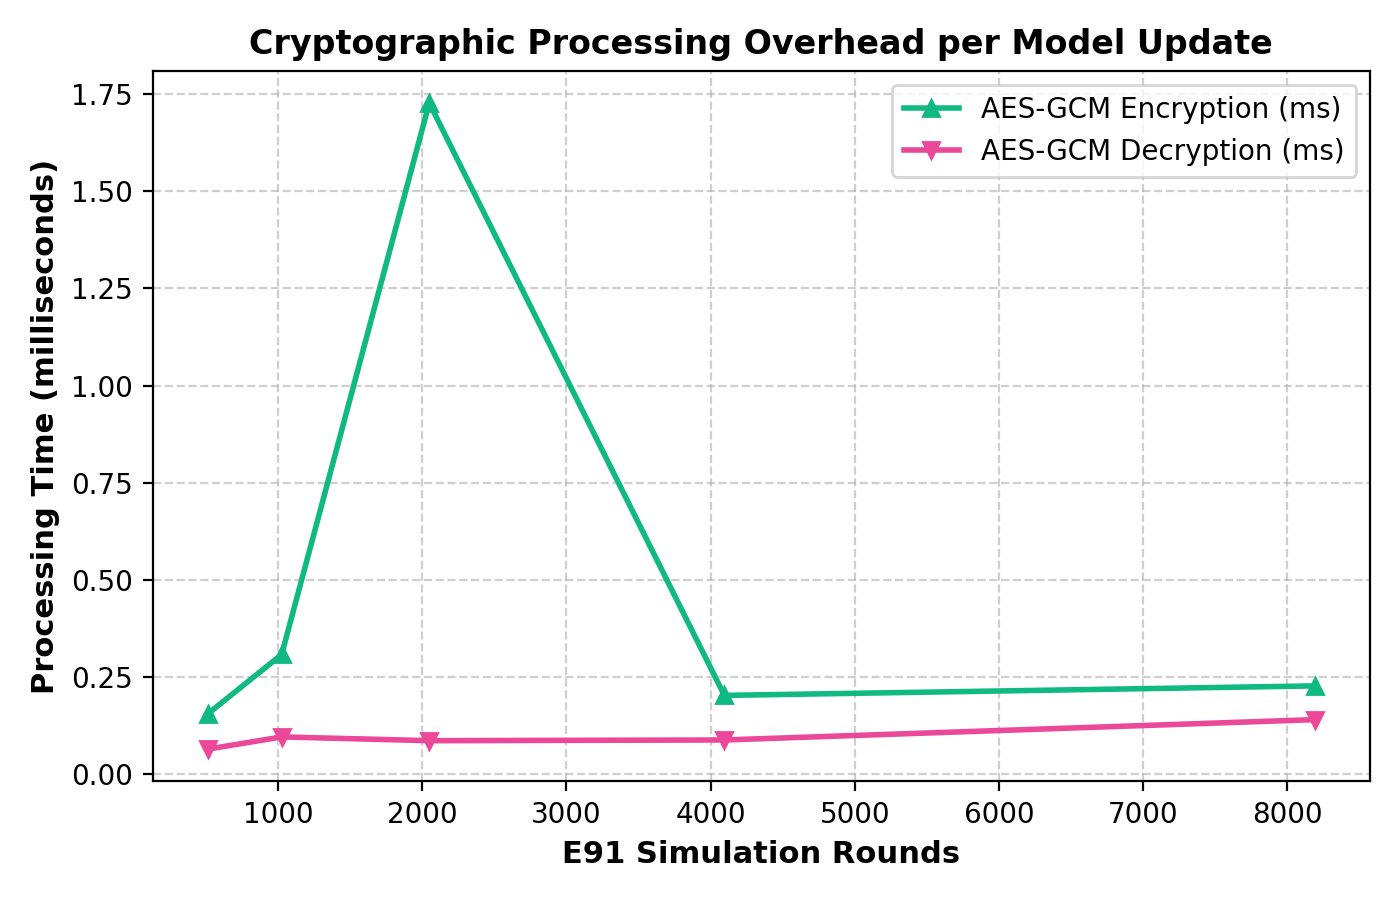 Cryptographic Processing Overhead per Model Update
AES-GCM Encryption (ms)
AES-GCM Decryption (ms)
Processing Time (milliseconds)
1.75
1.50
1.25
1.00
0.75
0.50
0.25
0.00
1000 2000 3000 4000 5000 6000 7000 8000
E91 Simulation Rounds